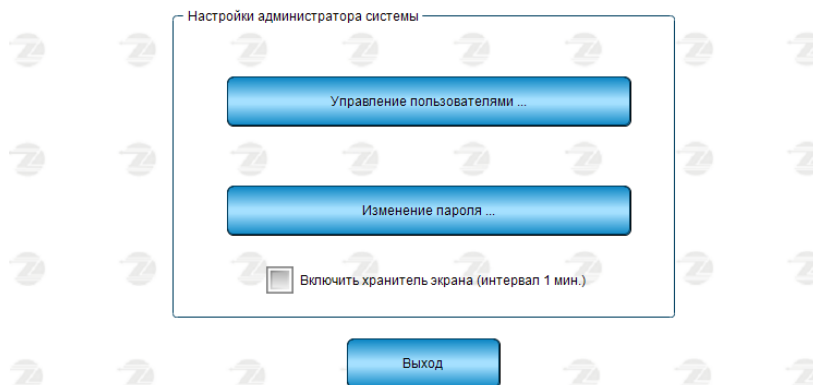 Настройки администратора системы
Управление пользователями ...
Изменение пароля ...
Включить хранитель экрана (интервал 1 мин.)
Выход